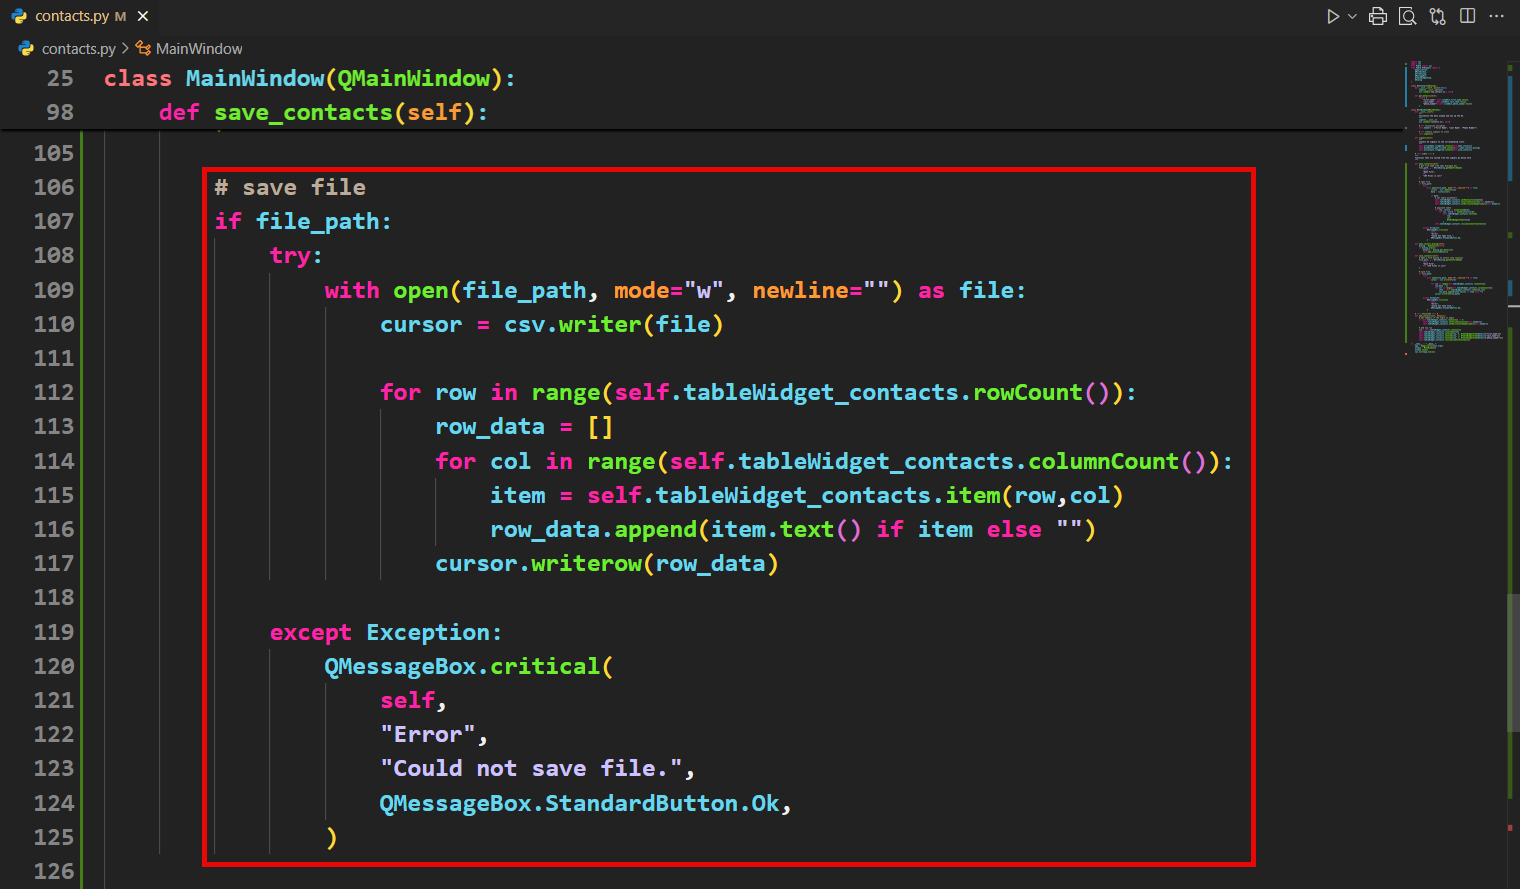 contacts.py M
contacts.py > MainWindow
25 class MainWindow(QMainWindow):
98     def save_contacts(self):
105
106         # save file
107         if file_path:
108             try:
109                 with open(file_path, mode="w", newline="") as file:
110                     cursor = csv.writer(file)
111
112                     for row in range(self.tableWidget_contacts.rowCount()):
113                         row_data = []
114                         for col in range(self.tableWidget_contacts.columnCount()):
115                             item = self.tableWidget_contacts.item(row,col)
116                             row_data.append(item.text() if item else "")
117                         cursor.writerow(row_data)
118
119             except Exception:
120                 QMessageBox.critical(
121                     self,
122                     "Error",
123                     "Could not save file.",
124                     QMessageBox.StandardButton.Ok,
125                 )
126